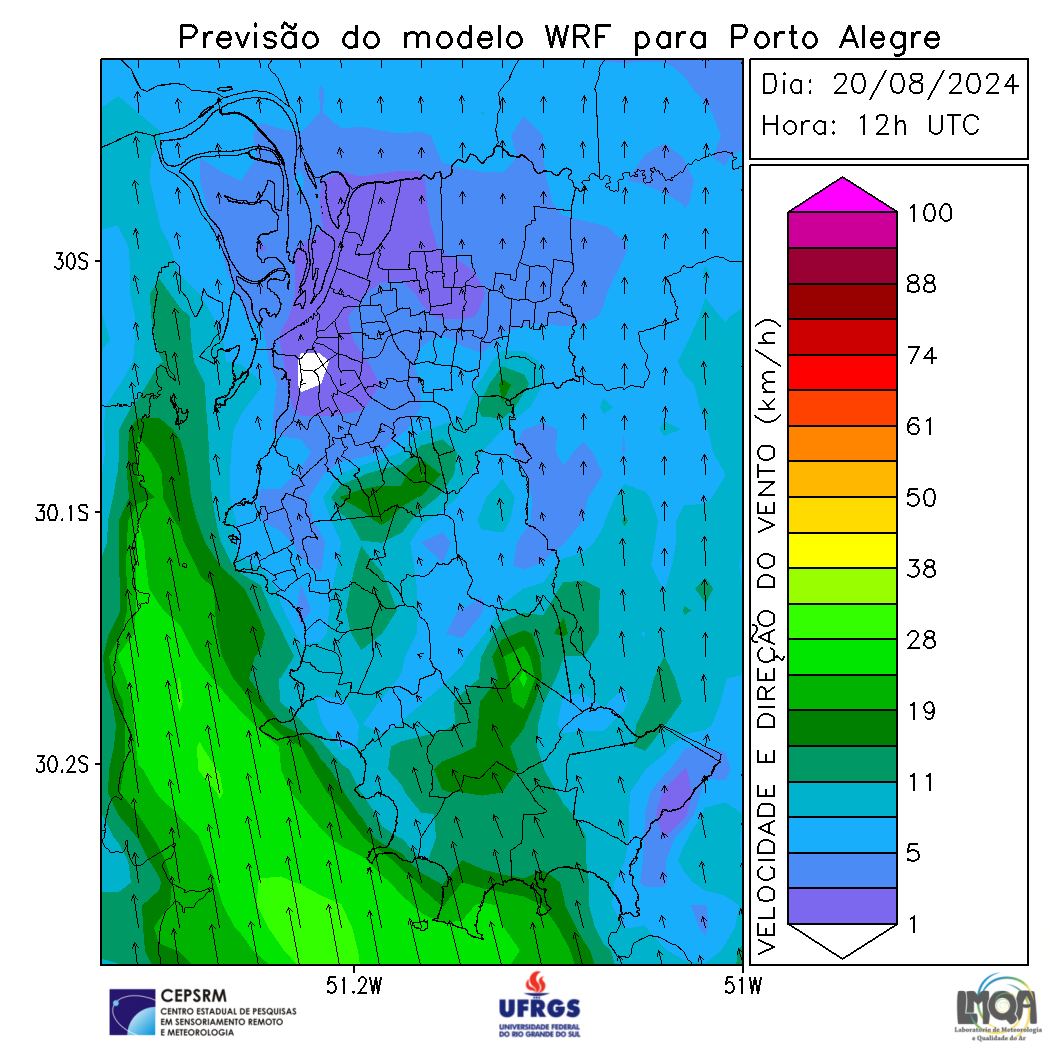 Previsão do modelo WRF para Porto Alegre
Dia: 20/08/2024
Hora: 12h UTC
30S
30.1S
30.2S
51.2W
51W
VELOCIDADE E DIREÇÃO DO VENTO (km/h)
100
88
74
61
50
38
28
19
11
5
1
CEPSRM
CENTRO ESTADUAL DE PESQUISAS
EM SENSORIAMENTO REMOTO
E METEOROLOGIA
UFRGS
UNIVERSIDADE FEDERAL
DO RIO GRANDE DO SUL
LMQA
Laboratório de Meteorologia
e Qualidade do Ar